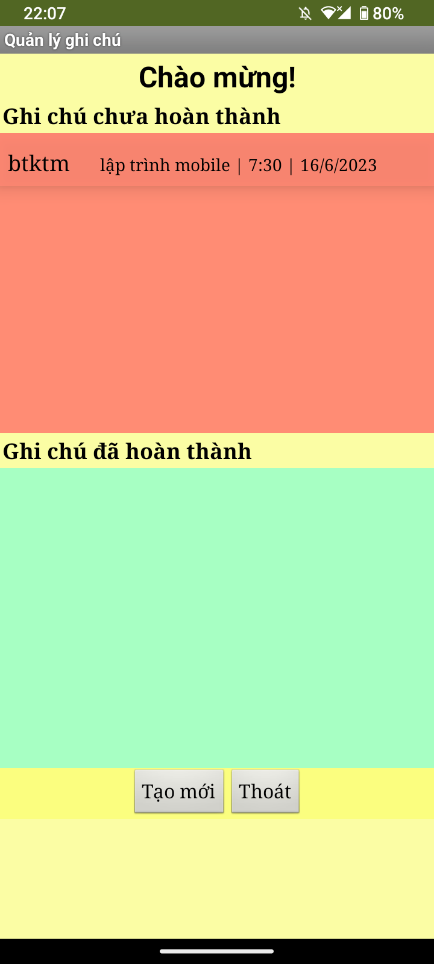 22:07 80%
Quản lý ghi chú
Chào mừng!
Ghi chú chưa hoàn thành
btktm lập trình mobile | 7:30 | 16/6/2023
Ghi chú đã hoàn thành
Tạo mới Thoát